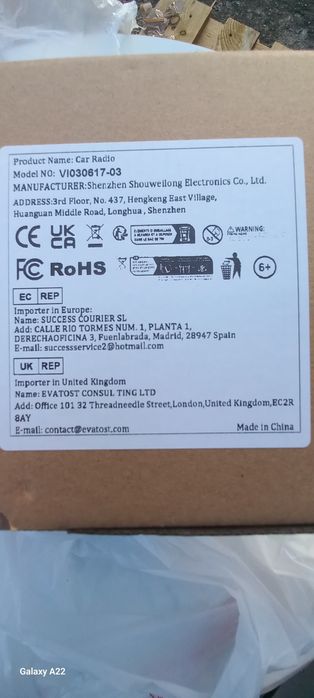 Product Name: Car Radio
Model NO: VI030617-03
MANUFACTURER:Shenzhen Shouweilong Electronics Co., Ltd.
ADDRESS:3rd Floor, No. 437, Hengkeng East Village,
Huanguan Middle Road, Longhua , Shenzhen
CE UK CA ÉLÉMENTS D'EMBALLAGE 0-3 WARNING:
FC RoHS 6+
EC REP
Importer in Europe:
Name: SUCCESS COURIER SL
Add: CALLE RIO TORMES NUM. 1, PLANTA 1,
DERECHAOFICINA 3, Fuenlabrada, Madrid, 28947 Spain
E-mail: successservice2@hotmail.com
UK REP
Importer in United Kingdom
Name: EVATOST CONSUL TING LTD
Add: Office 101 32 Threadneedle Street,London,United Kingdom,EC2R
8AY
E-mail: contact@evatost.com Made in China
Galaxy A22